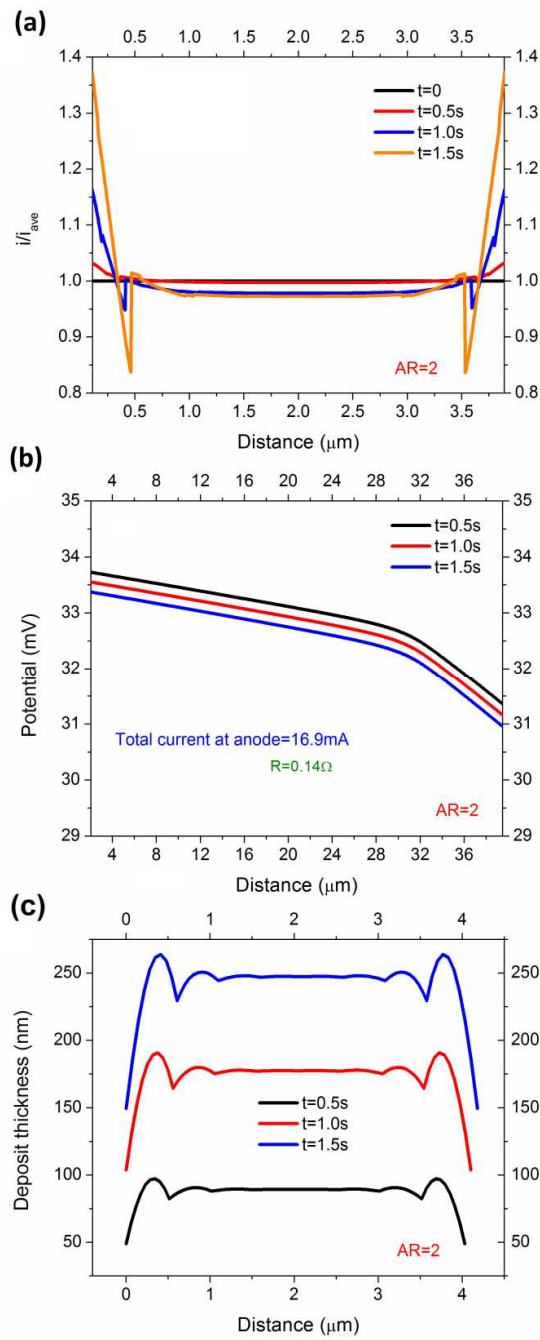 (a)
0.5 1.0 1.5 2.0 2.5 3.0 3.5
1.4 1.4
1.3 1.3
1.2 1.2
1.1 1.1
1.0 1.0
0.9 0.9
0.8 0.8
i/i_ave
t=0
t=0.5s
t=1.0s
t=1.5s
AR=2
0.5 1.0 1.5 2.0 2.5 3.0 3.5
Distance (μm)
(b)
4 8 12 16 20 24 28 32 36
35 35
34 34
33 33
32 32
31 31
30 30
29 29
Potential (mV)
t=0.5s
t=1.0s
t=1.5s
Total current at anode=16.9mA
R=0.14Ω
AR=2
4 8 12 16 20 24 28 32 36
Distance (μm)
(c)
0 1 2 3 4
250 250
200 200
150 150
100 100
50 50
Deposit thickness (nm)
t=0.5s
t=1.0s
t=1.5s
AR=2
0 1 2 3 4
Distance (μm)